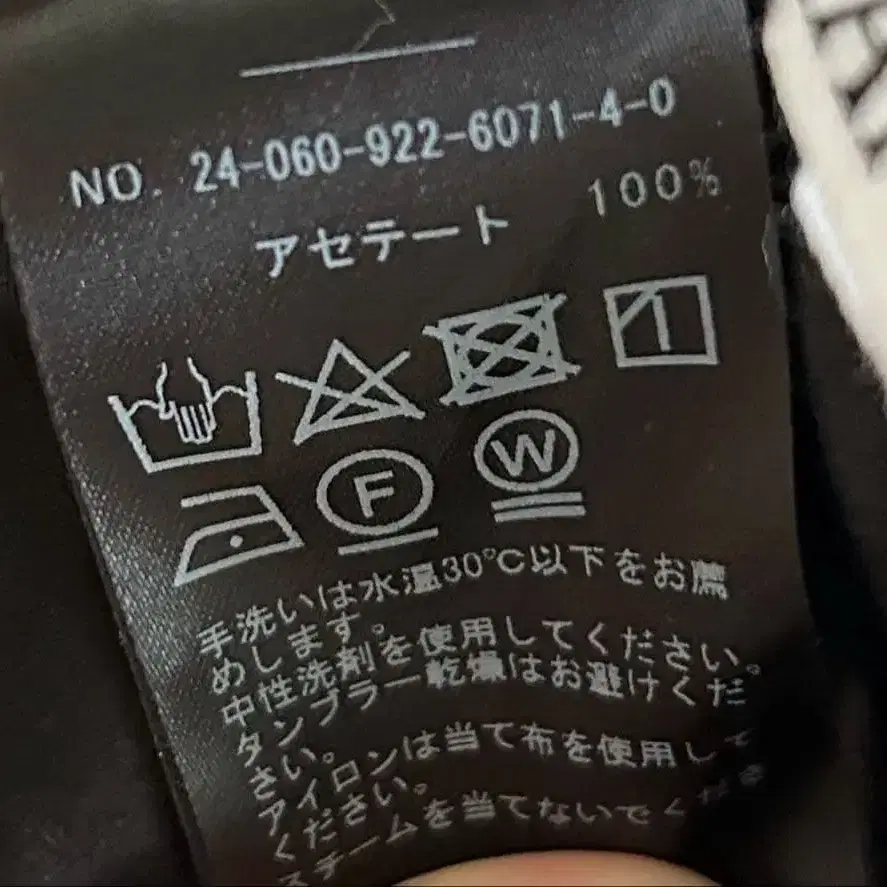 NO. 24-060-922-6071-4-0
アセテート 100%
F W
手洗いは水温30℃以下をお薦
めします。
中性洗剤を使用してください。
タンブラー乾燥はお避けくだ
さい。
アイロンは当て布を使用して
ください。
スチームを当てないでくださ